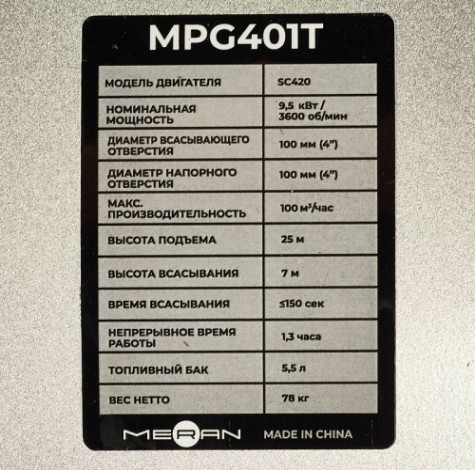 MPG401T
МОДЕЛЬ ДВИГАТЕЛЯ SC420
НОМИНАЛЬНАЯ МОЩНОСТЬ 9,5 кВт / 3600 об/мин
ДИАМЕТР ВСАСЫВАЮЩЕГО ОТВЕРСТИЯ 100 мм (4")
ДИАМЕТР НАПОРНОГО ОТВЕРСТИЯ 100 мм (4")
МАКС. ПРОИЗВОДИТЕЛЬНОСТЬ 100 м³/час
ВЫСОТА ПОДЪЕМА 25 м
ВЫСОТА ВСАСЫВАНИЯ 7 м
ВРЕМЯ ВСАСЫВАНИЯ ≤150 сек
НЕПРЕРЫВНОЕ ВРЕМЯ РАБОТЫ 1,3 часа
ТОПЛИВНЫЙ БАК 5,5 л
ВЕС НЕТТО 78 кг
MERAN MADE IN CHINA